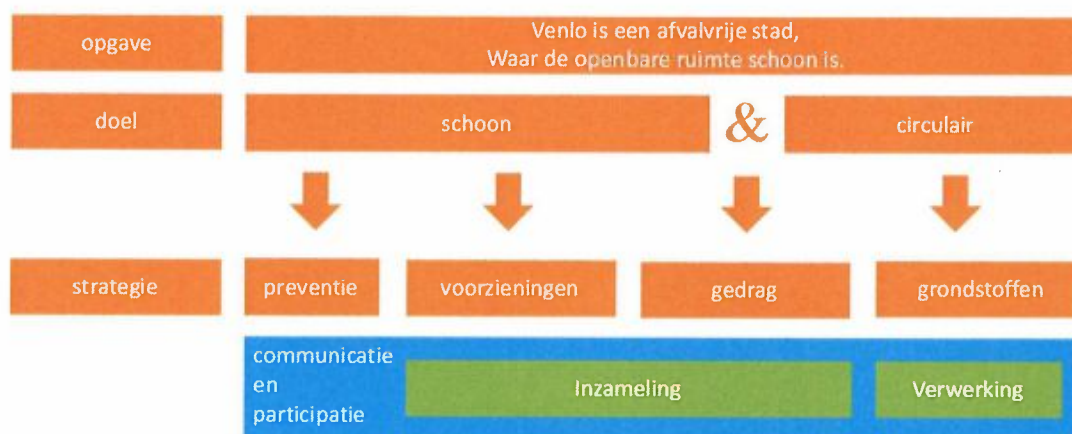 opgave
Venlo is een afvalvrije stad,
Waar de openbare ruimte schoon is.
doel
schoon
&
circulair
strategie
preventie
voorzieningen
gedrag
grondstoffen
communicatie
en
participatie
Inzameling
Verwerking